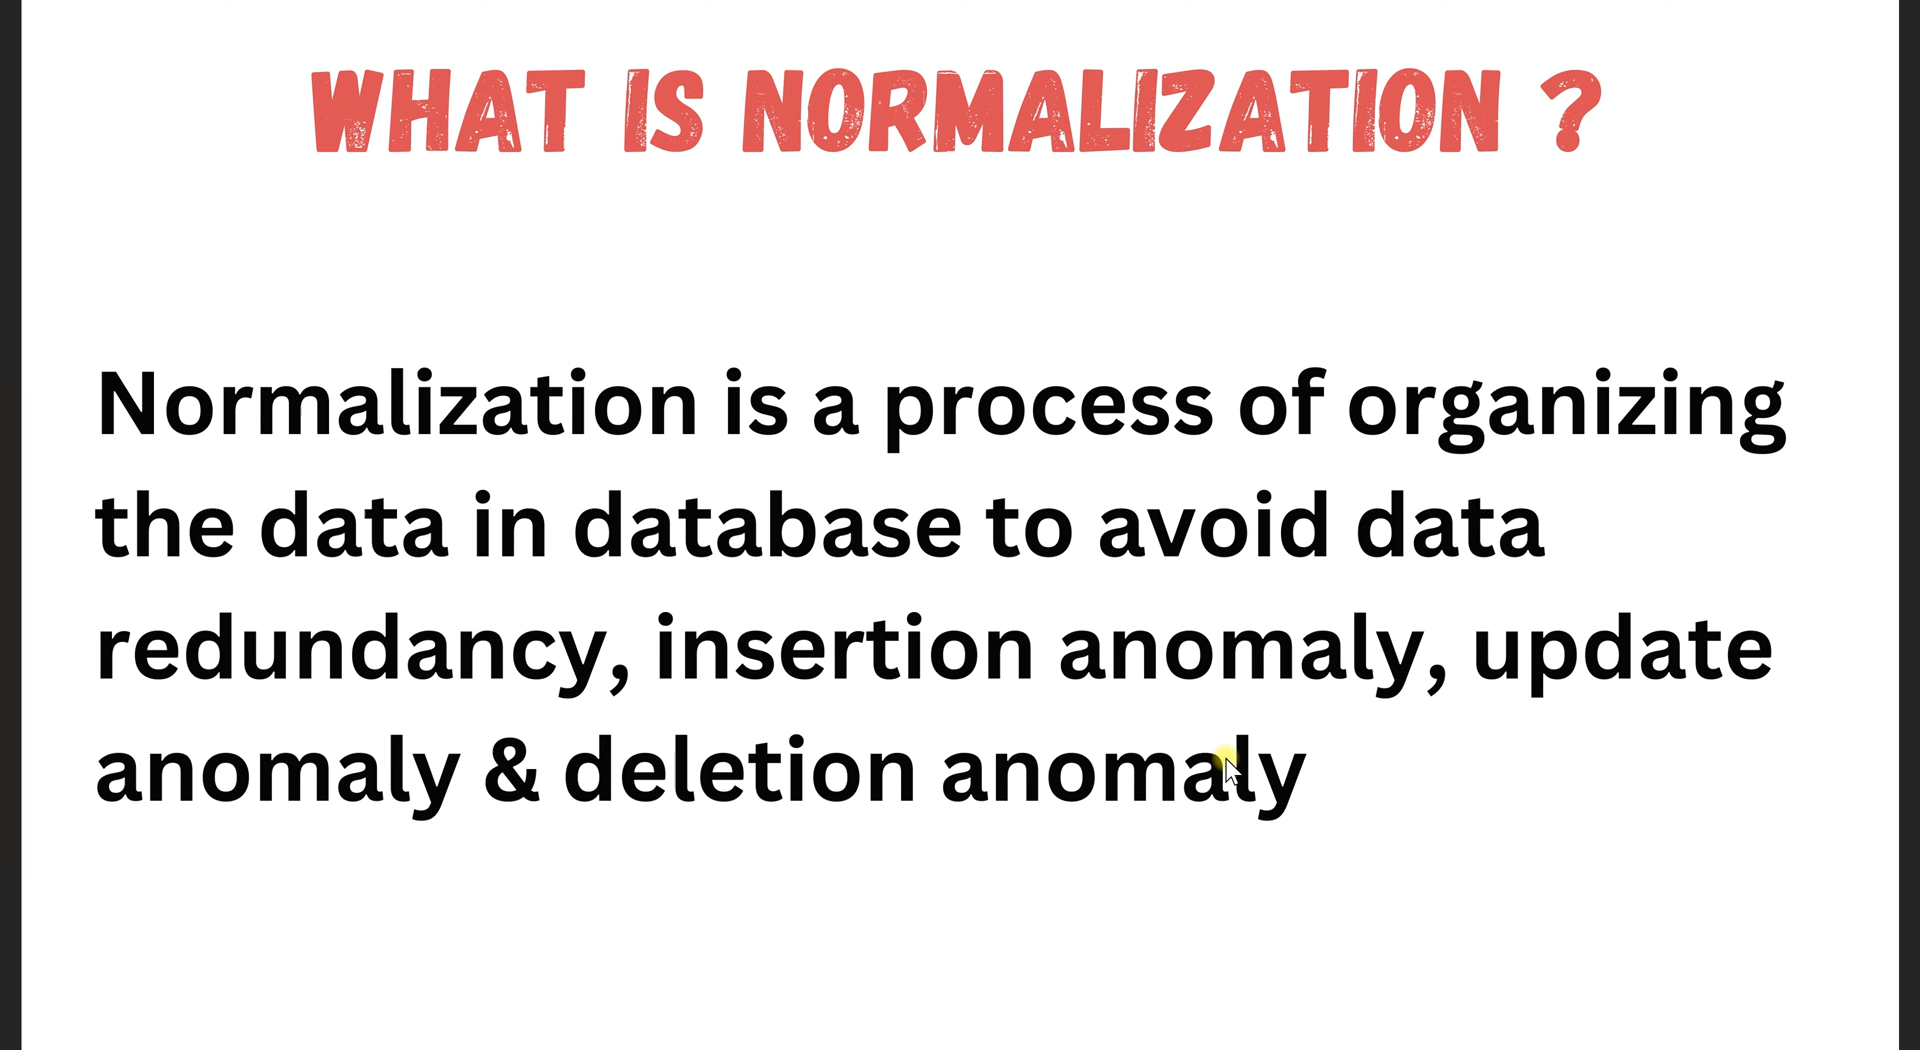 WHAT IS NORMALIZATION ?
Normalization is a process of organizing
the data in database to avoid data
redundancy, insertion anomaly, update
anomaly & deletion anomaly